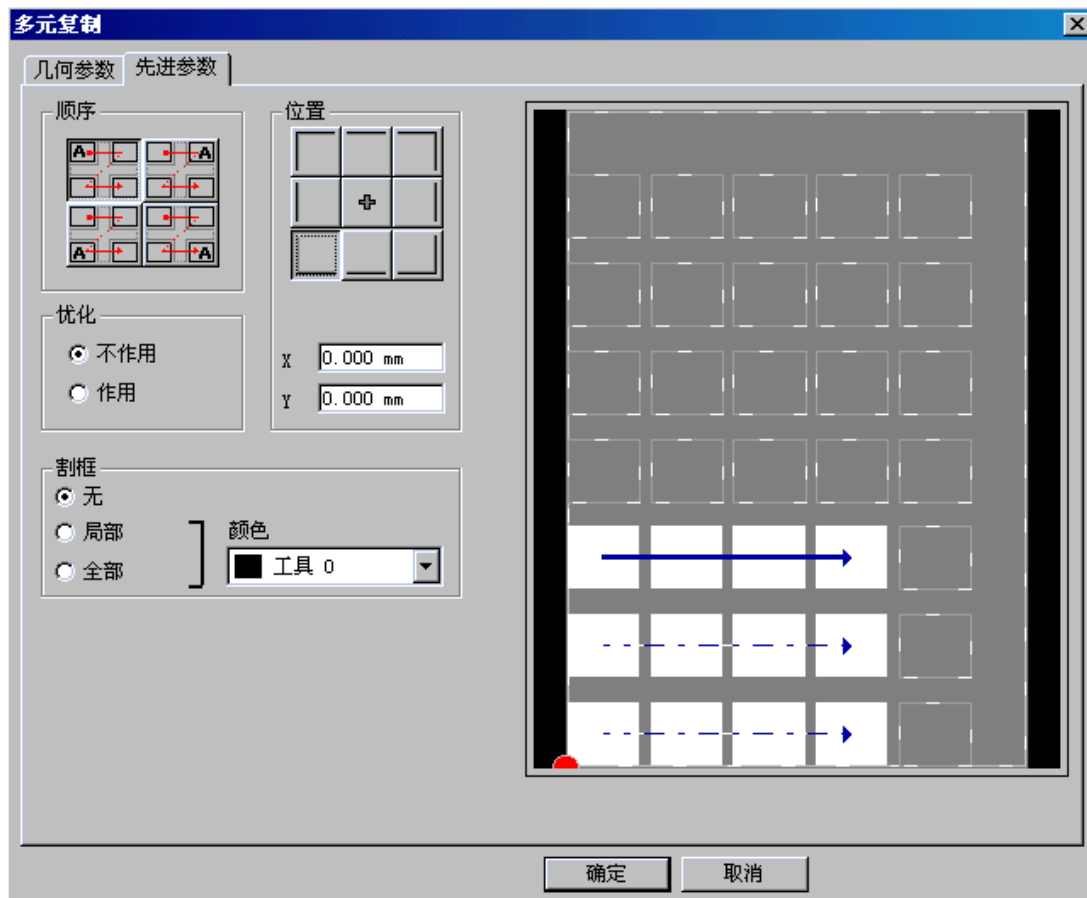 多元复制
几何参数 先进参数
顺序
A A
A A
位置
优化
不作用
作用
X 0.000 mm
Y 0.000 mm
割框
无
局部
全部
颜色
工具 0
确定 取消